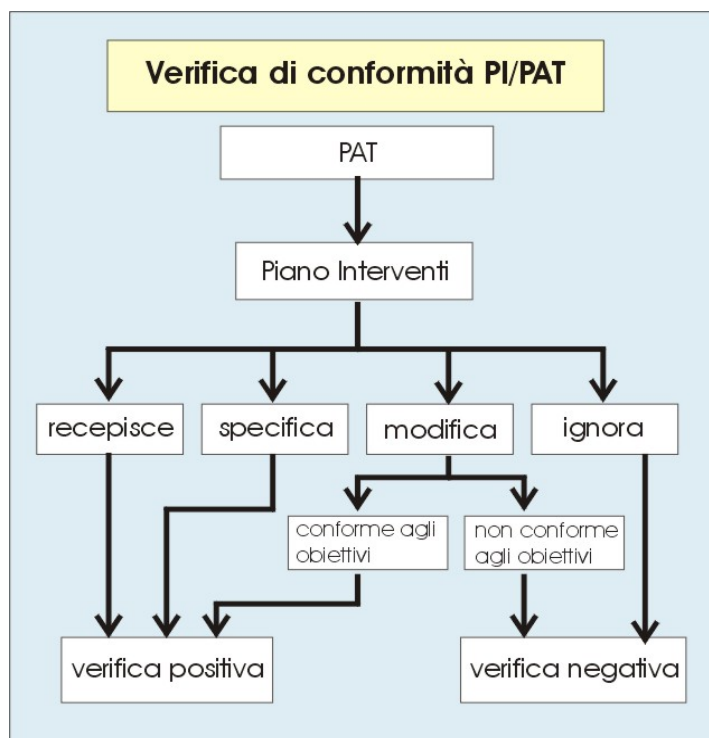 Verifica di conformità PI/PAT
PAT
Piano Interventi
recepisce
specifica
modifica
ignora
conforme agli
obiettivi
non conforme
agli obiettivi
verifica positiva
verifica negativa